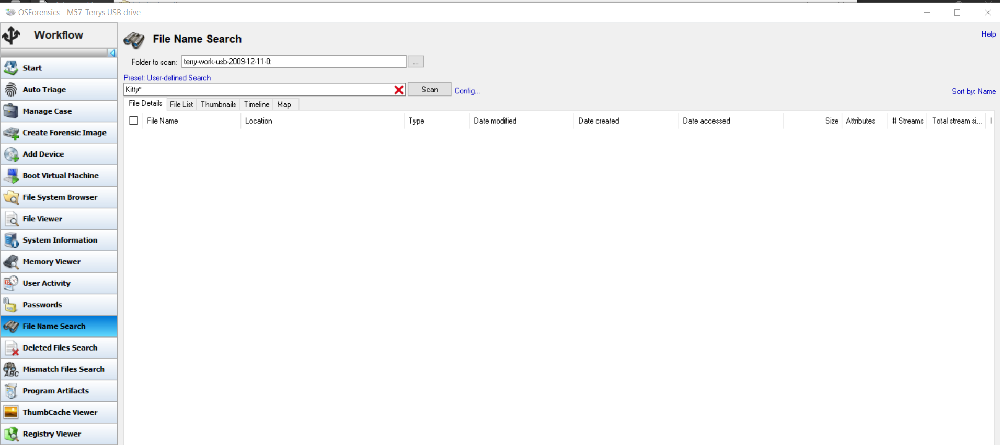 OSForensics - M57-Terrys USB drive
Workflow
Start
Auto Triage
Manage Case
Create Forensic Image
Add Device
Boot Virtual Machine
File System Browser
File Viewer
System Information
Memory Viewer
User Activity
Passwords
File Name Search
Deleted Files Search
Mismatch Files Search
Program Artifacts
ThumbCache Viewer
Registry Viewer
File Name Search
Help
Folder to scan: terry-work-usb-2009-12-11-0: ...
Preset: User-defined Search
Kitty* Scan Config... Sort by: Name
File Details File List Thumbnails Timeline Map
File Name Location Type Date modified Date created Date accessed Size Attributes # Streams Total stream si...